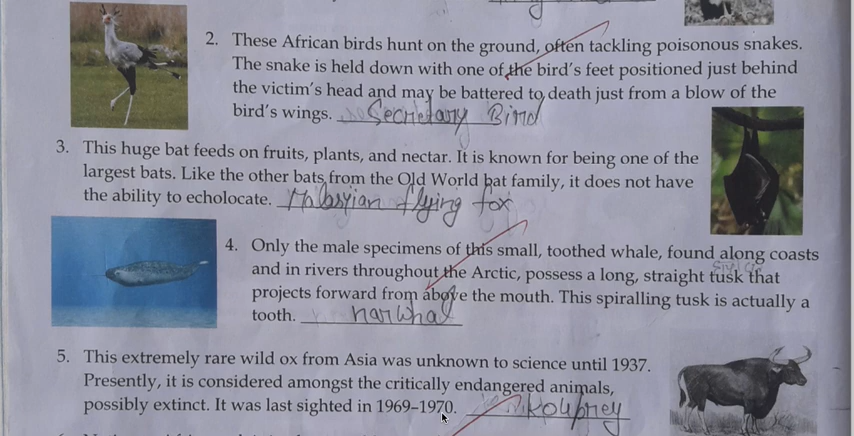 2. These African birds hunt on the ground, often tackling poisonous snakes.
The snake is held down with one of the bird's feet positioned just behind
the victim's head and may be battered to death just from a blow of the
bird's wings. Secretary Bird
3. This huge bat feeds on fruits, plants, and nectar. It is known for being one of the
largest bats. Like the other bats from the Old World bat family, it does not have
the ability to echolocate. Malasyian flying fox
4. Only the male specimens of this small, toothed whale, found along coasts
and in rivers throughout the Arctic, possess a long, straight tusk that
projects forward from above the mouth. This spiralling tusk is actually a
tooth. narwhal
5. This extremely rare wild ox from Asia was unknown to science until 1937.
Presently, it is considered amongst the critically endangered animals,
possibly extinct. It was last sighted in 1969–1970. koupney